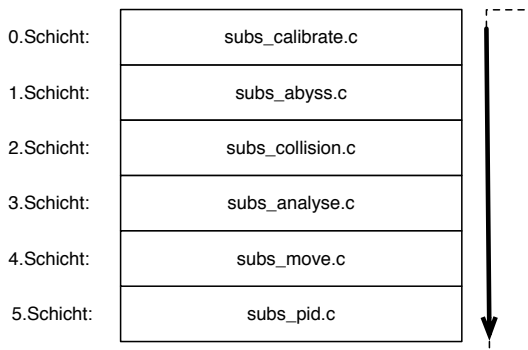 0.Schicht: subs_calibrate.c
1.Schicht: subs_abyss.c
2.Schicht: subs_collision.c
3.Schicht: subs_analyse.c
4.Schicht: subs_move.c
5.Schicht: subs_pid.c